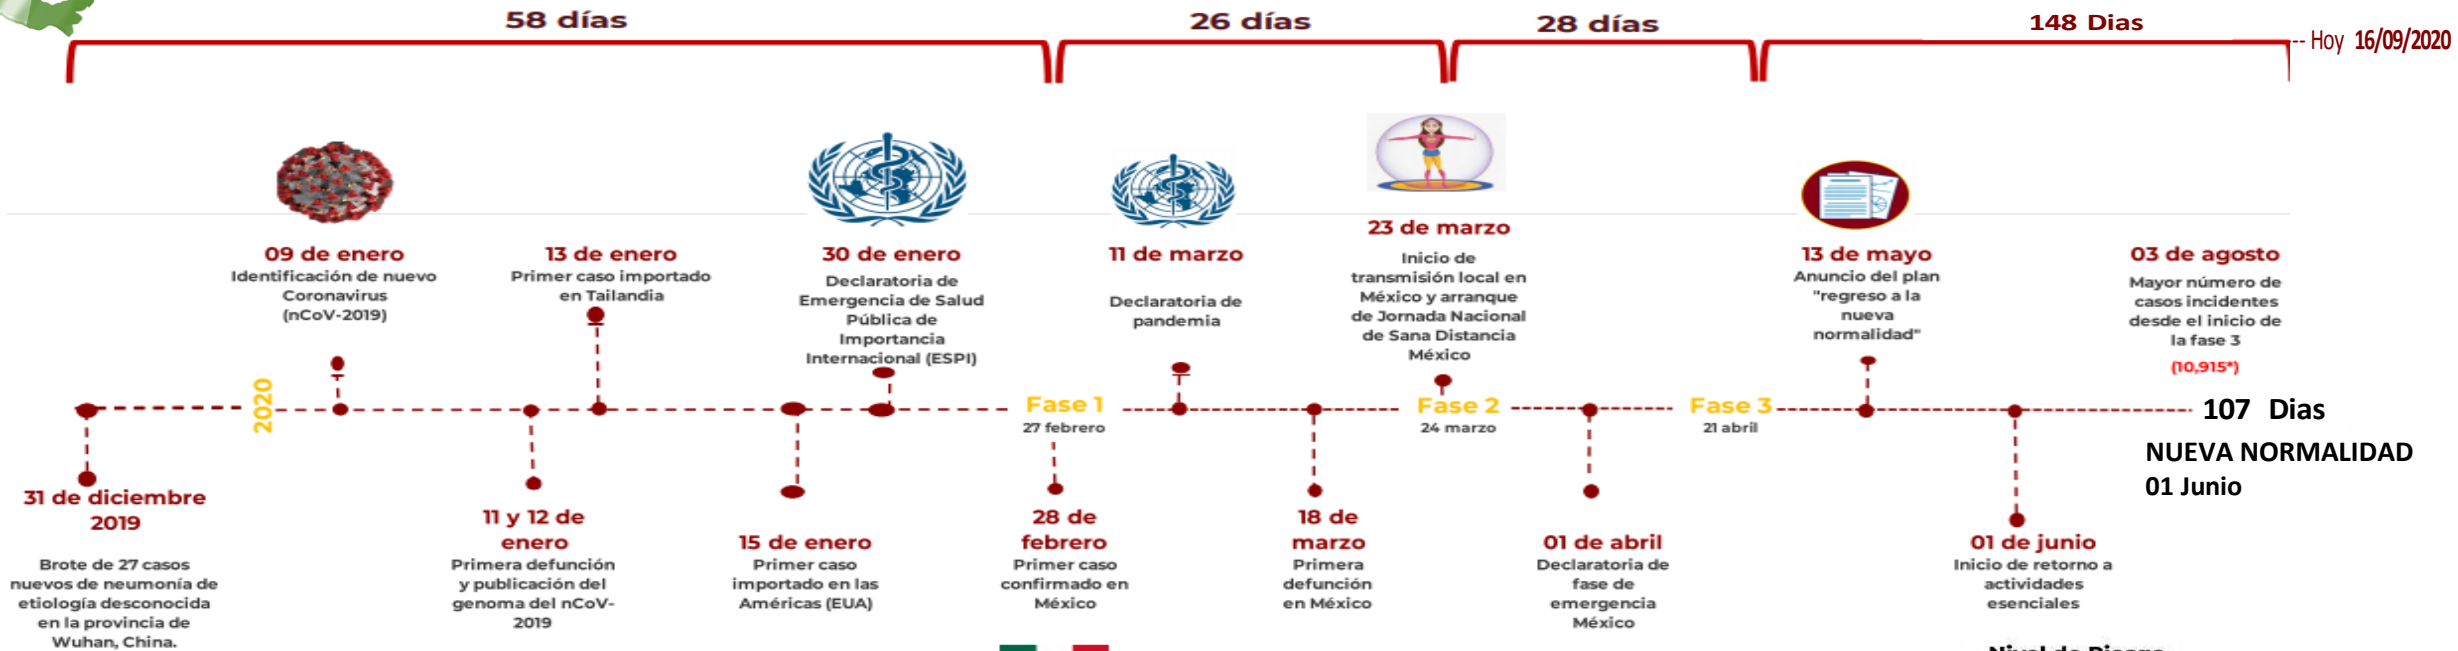 58 días
26 días
28 días
148 Dias
-- Hoy 16/09/2020
09 de enero
Identificación de nuevo
Coronavirus
(nCoV-2019)
13 de enero
Primer caso importado
en Tailandia
30 de enero
Declaratoria de
Emergencia de Salud
Pública de
Importancia
Internacional (ESPI)
11 de marzo
Declaratoria de
pandemia
23 de marzo
Inicio de
transmisión local en
México y arranque
de Jornada Nacional
de Sana Distancia
México
13 de mayo
Anuncio del plan
"regreso a la
nueva
normalidad"
03 de agosto
Mayor número de
casos incidentes
desde el inicio de
la fase 3
(10,915*)
2020
Fase 1
27 febrero
Fase 2
24 marzo
Fase 3
21 abril
107 Dias
NUEVA NORMALIDAD
01 Junio
31 de diciembre
2019
Brote de 27 casos
nuevos de neumonía de
etiología desconocida
en la provincia de
Wuhan, China.
11 y 12 de
enero
Primera defunción
y publicación del
genoma del nCoV-
2019
15 de enero
Primer caso
importado en las
Américas (EUA)
28 de
febrero
Primer caso
confirmado en
México
18 de
marzo
Primera
defunción
en México
01 de abril
Declaratoria de
fase de
emergencia
México
01 de junio
Inicio de retorno a
actividades
esenciales